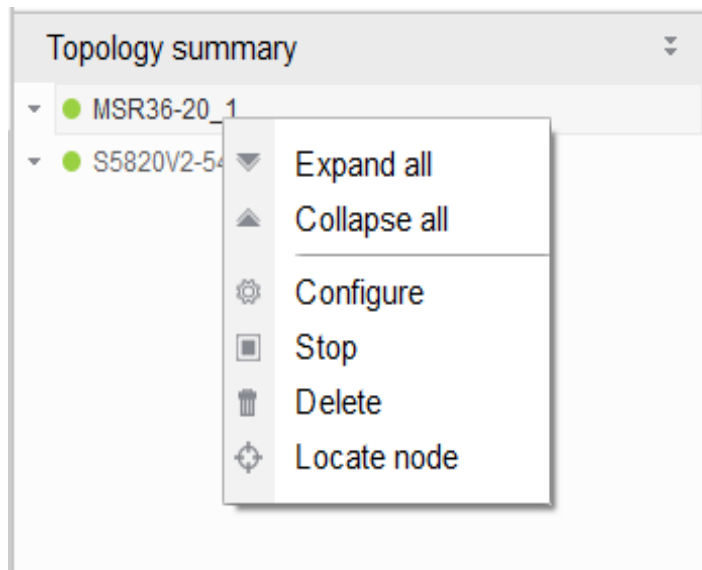 Topology summary
MSR36-20_1
S5820V2-54
Expand all
Collapse all
Configure
Stop
Delete
Locate node